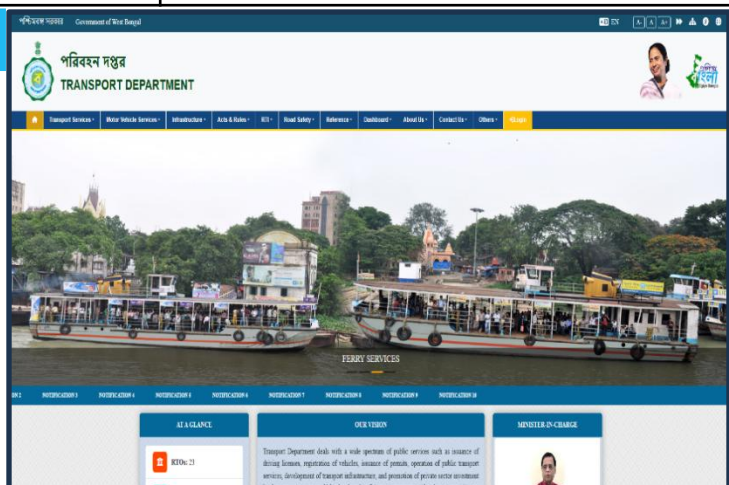 পশ্চিমবঙ্গ সরকার Government of West Bengal
EN A- A A+
পরিবহন দপ্তর
TRANSPORT DEPARTMENT
Transport Services Motor Vehicle Services Infrastructure Acts & Rules RTI Road Safety Reference Dashboard About Us Contact Us Others Login
FERRY SERVICES
ON 2 NOTIFICATION 3 NOTIFICATION 4 NOTIFICATION 5 NOTIFICATION 6 NOTIFICATION 7 NOTIFICATION 8 NOTIFICATION 9 NOTIFICATION 10
AT A GLANCE OUR VISION MINISTER-IN-CHARGE
RTOs: 23
Transport Department deals with a wide spectrum of public services such as issuance of
driving licenses, registration of vehicles, issuance of permits, operation of public transport
services, development of transport infrastructure, and promotion of private sector investment